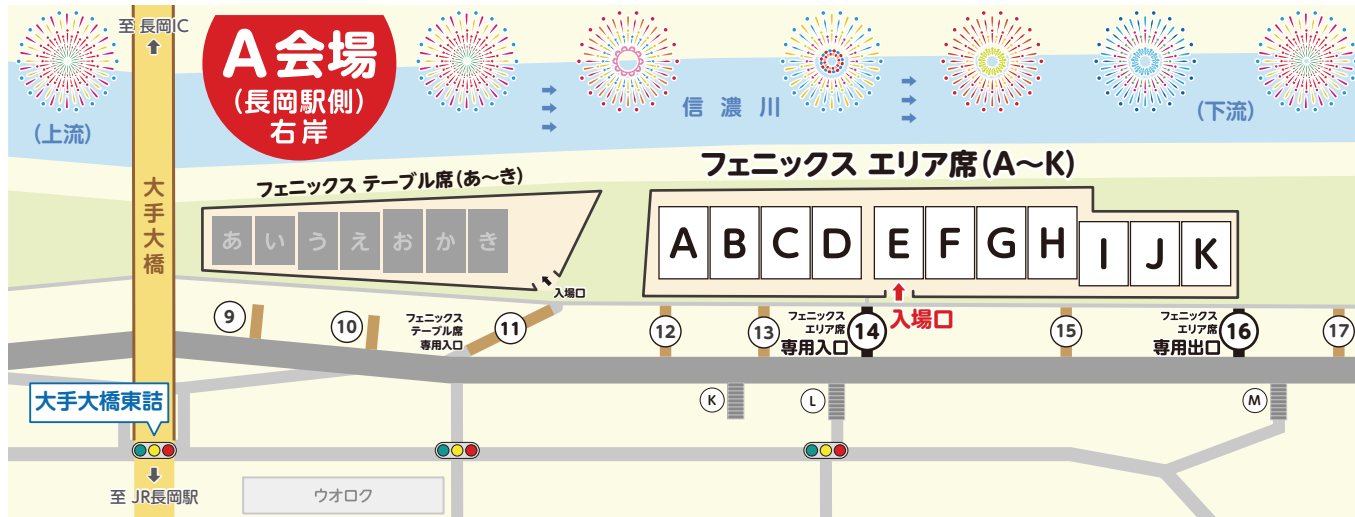 至 長岡IC
A会場
(長岡駅側)
右岸
(上流)
信濃川
(下流)
大手大橋
フェニックス テーブル席(あ〜き)
フェニックス エリア席(A〜K)
あ い う え お か き
A B C D E F G H I J K
入場口
入場口
9
10
フェニックス
テーブル席
専用入口
11
12
13
フェニックス
エリア席
専用入口
14
15
フェニックス
エリア席
専用出口
16
17
K
L
M
大手大橋東詰
至 JR長岡駅
ウオロク